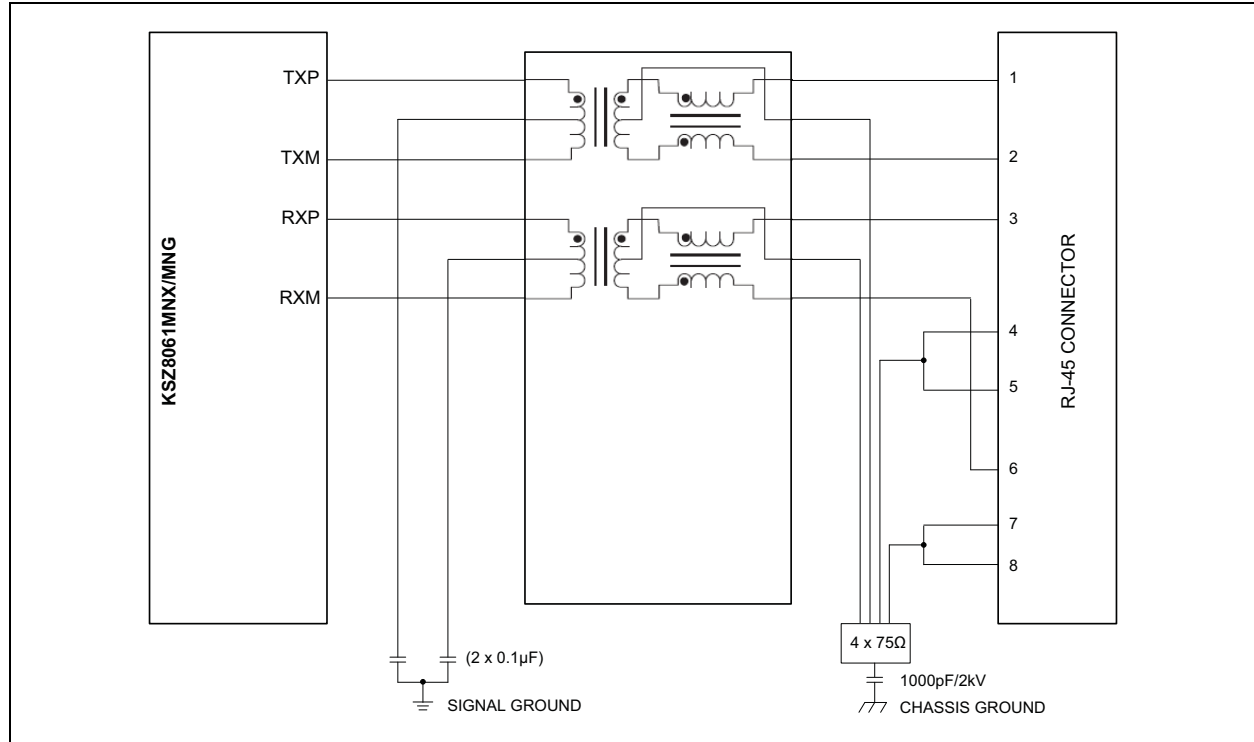 KSZ8061MNX/MNG
TXP
TXM
RXP
RXM
1
2
3
4
5
6
7
8
RJ-45 CONNECTOR
(2 x 0.1µF)
SIGNAL GROUND
4 x 75Ω
1000pF/2kV
CHASSIS GROUND